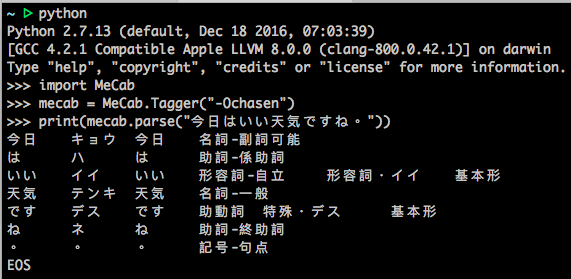 ~ ▷ python
Python 2.7.13 (default, Dec 18 2016, 07:03:39)
[GCC 4.2.1 Compatible Apple LLVM 8.0.0 (clang-800.0.42.1)] on darwin
Type "help", "copyright", "credits" or "license" for more information.
>>> import MeCab
>>> mecab = MeCab.Tagger("-Ochasen")
>>> print(mecab.parse("今日はいい天気ですね。"))
今日	キョウ	今日	名詞-副詞可能
は	ハ	は	助詞-係助詞
いい	イイ	いい	形容詞-自立	形容詞・イイ	基本形
天気	テンキ	天気	名詞-一般
です	デス	です	助動詞	特殊・デス	基本形
ね	ネ	ね	助詞-終助詞
。	。	。	記号-句点
EOS